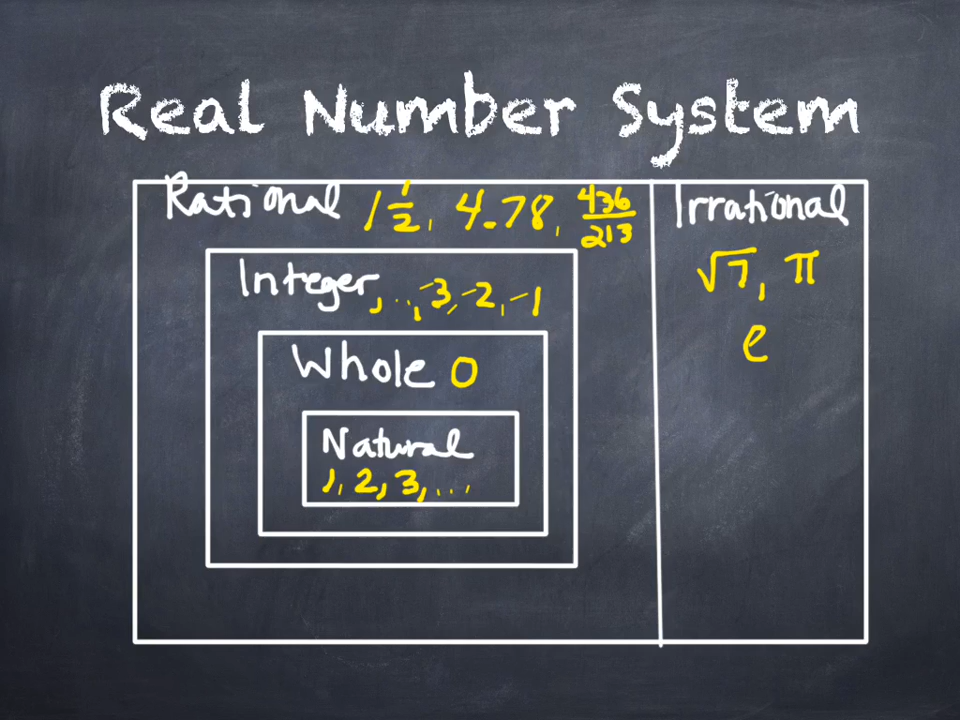 Real Number System
Rational 1 1/2, 4.78, 436/213
Irrational
√7, π
e
Integer, ..., -3, -2, -1
Whole 0
Natural
1, 2, 3, ...